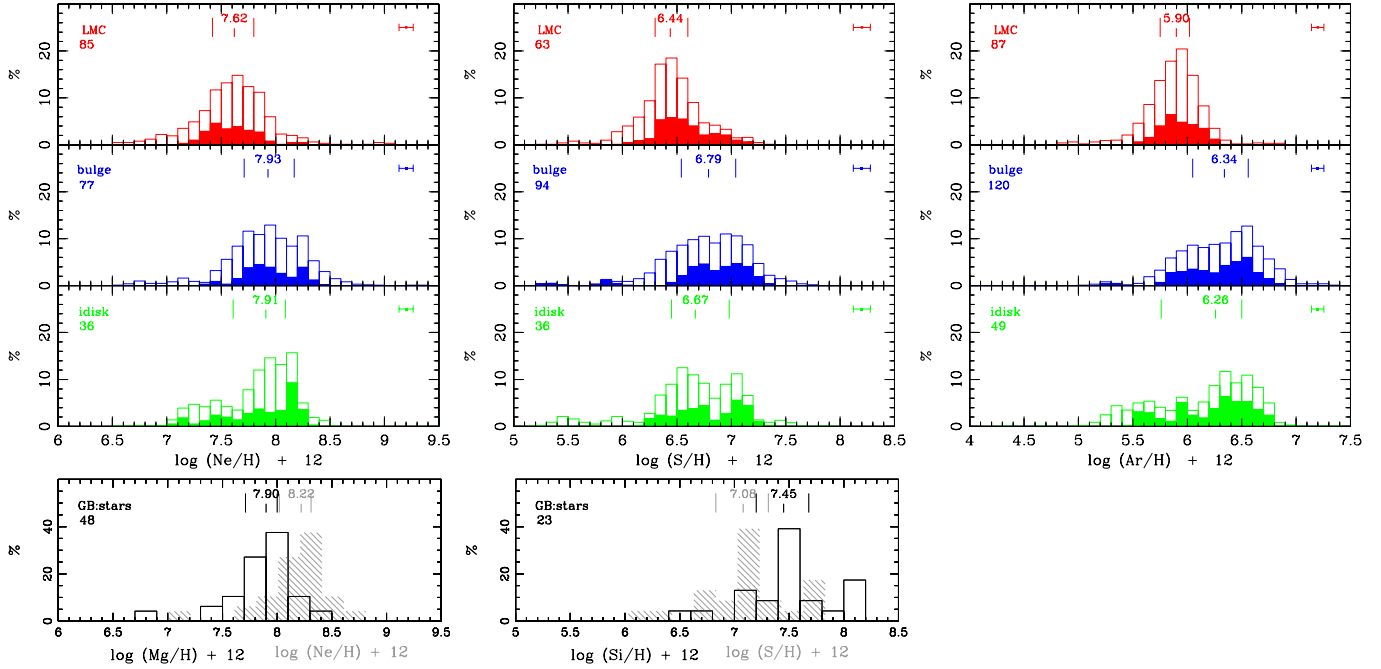 7.62 6.44 5.90
LMC LMC LMC
85 63 87
20 20 20
% % %
10 10 10
0 0 0
7.93 6.79 6.34
bulge bulge bulge
77 94 120
20 20 20
% % %
10 10 10
0 0 0
7.91 6.67 6.26
idisk idisk idisk
36 36 49
20 20 20
% % %
10 10 10
0 0 0
6 6.5 7 7.5 8 8.5 9 9.5 5 5.5 6 6.5 7 7.5 8 8.5 4 4.5 5 5.5 6 6.5 7 7.5
log (Ne/H) + 12 log (S/H) + 12 log (Ar/H) + 12
7.90 8.22 7.08 7.45
GB:stars GB:stars
48 23
40 40
% %
20 20
0 0
6 6.5 7 7.5 8 8.5 9 9.5 5 5.5 6 6.5 7 7.5 8 8.5
log (Mg/H) + 12 log (Ne/H) + 12 log (Si/H) + 12 log (S/H) + 12